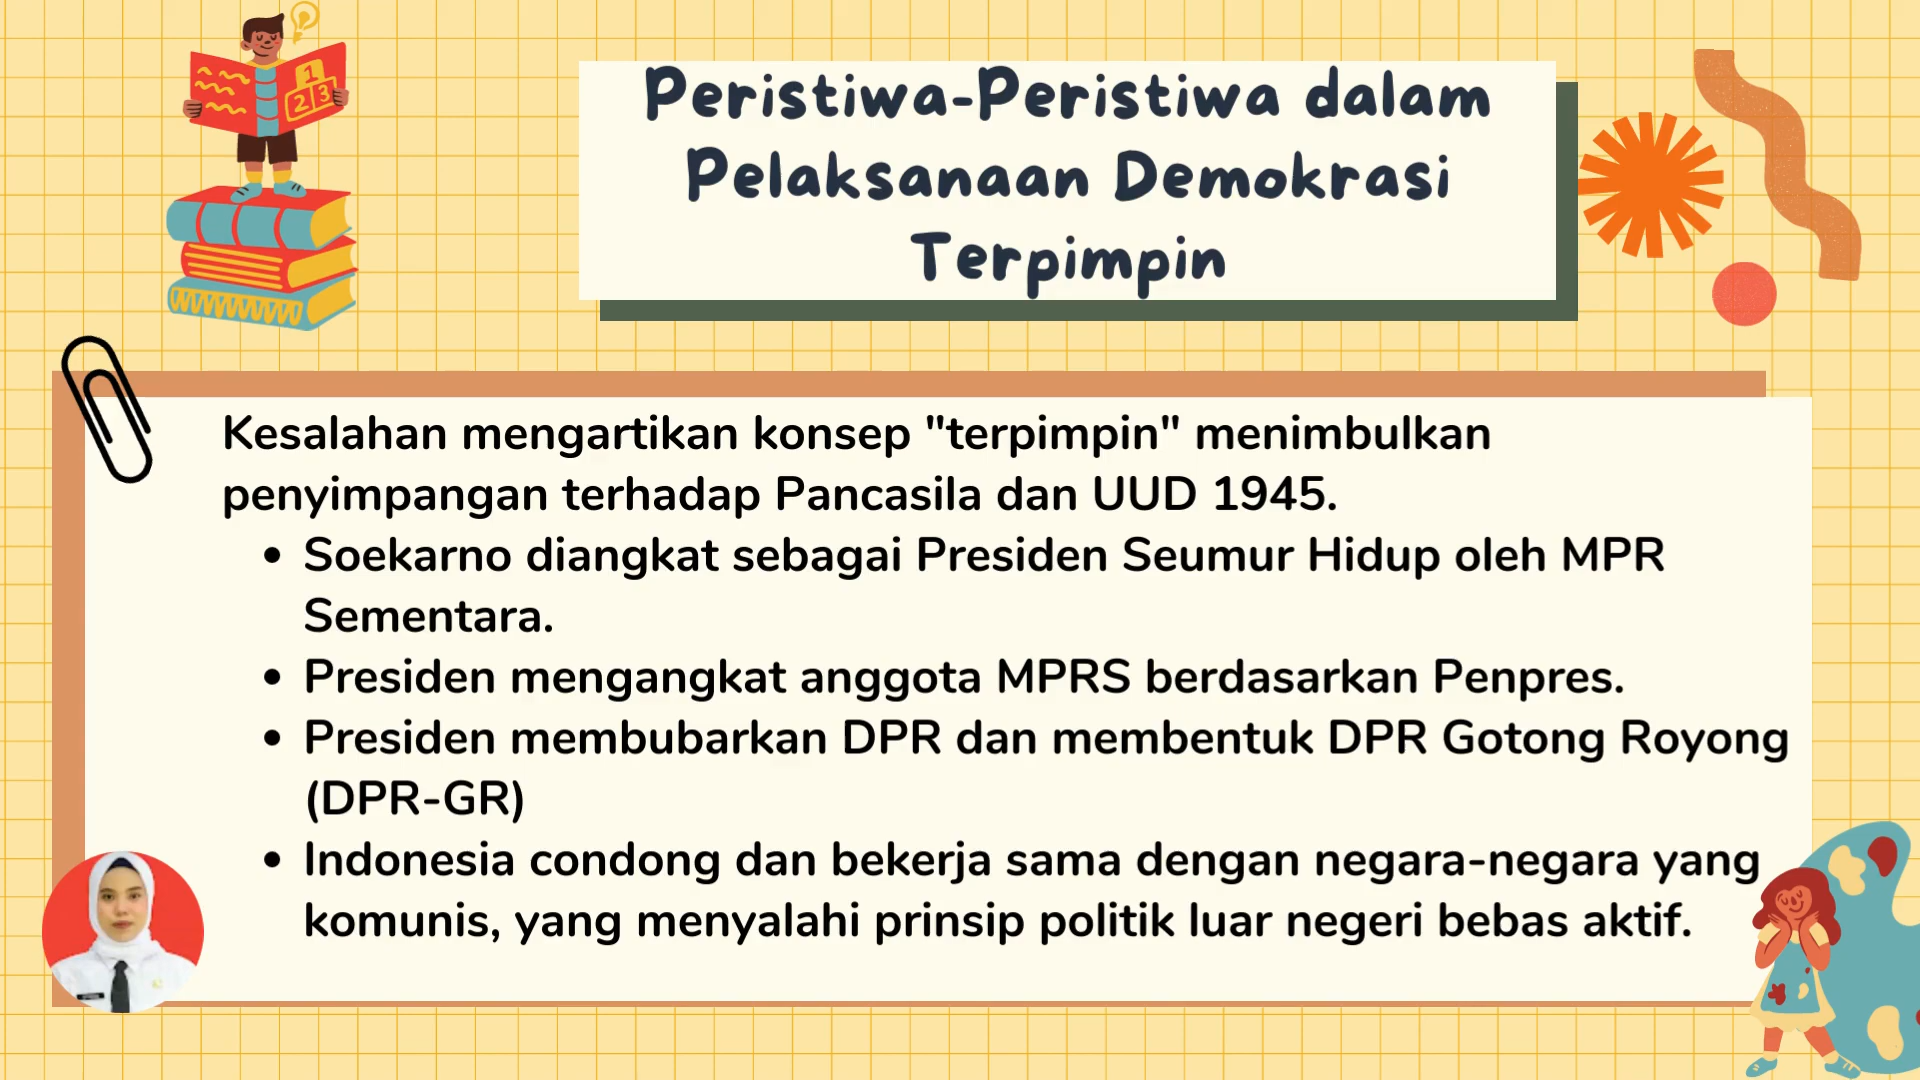 Peristiwa-Peristiwa dalam
Pelaksanaan Demokrasi
Terpimpin
Kesalahan mengartikan konsep "terpimpin" menimbulkan
penyimpangan terhadap Pancasila dan UUD 1945.
• Soekarno diangkat sebagai Presiden Seumur Hidup oleh MPR
Sementara.
• Presiden mengangkat anggota MPRS berdasarkan Penpres.
• Presiden membubarkan DPR dan membentuk DPR Gotong Royong
(DPR-GR)
• Indonesia condong dan bekerja sama dengan negara-negara yang
komunis, yang menyalahi prinsip politik luar negeri bebas aktif.
1
2 3